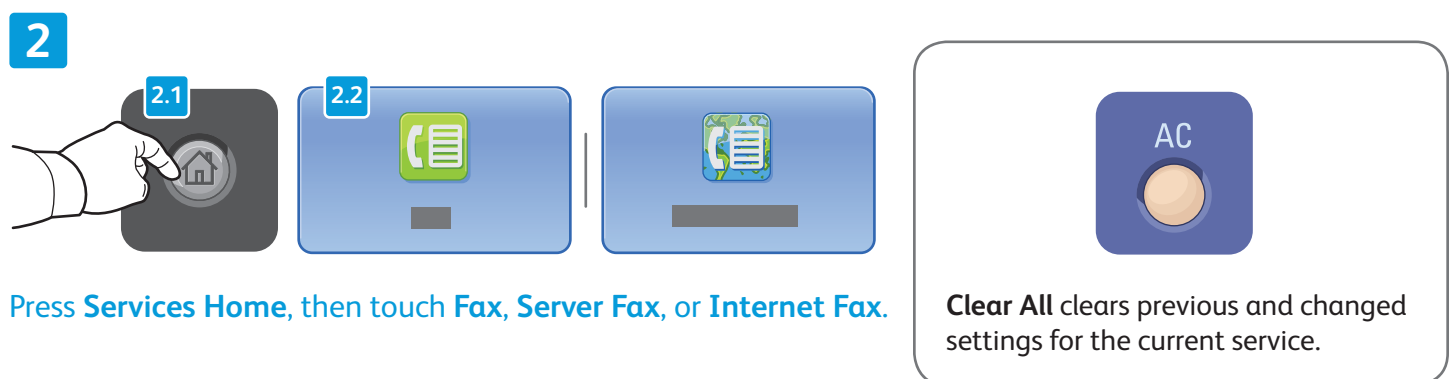 2
2.1
2.2
Press Services Home, then touch Fax, Server Fax, or Internet Fax.
AC
Clear All clears previous and changed
settings for the current service.